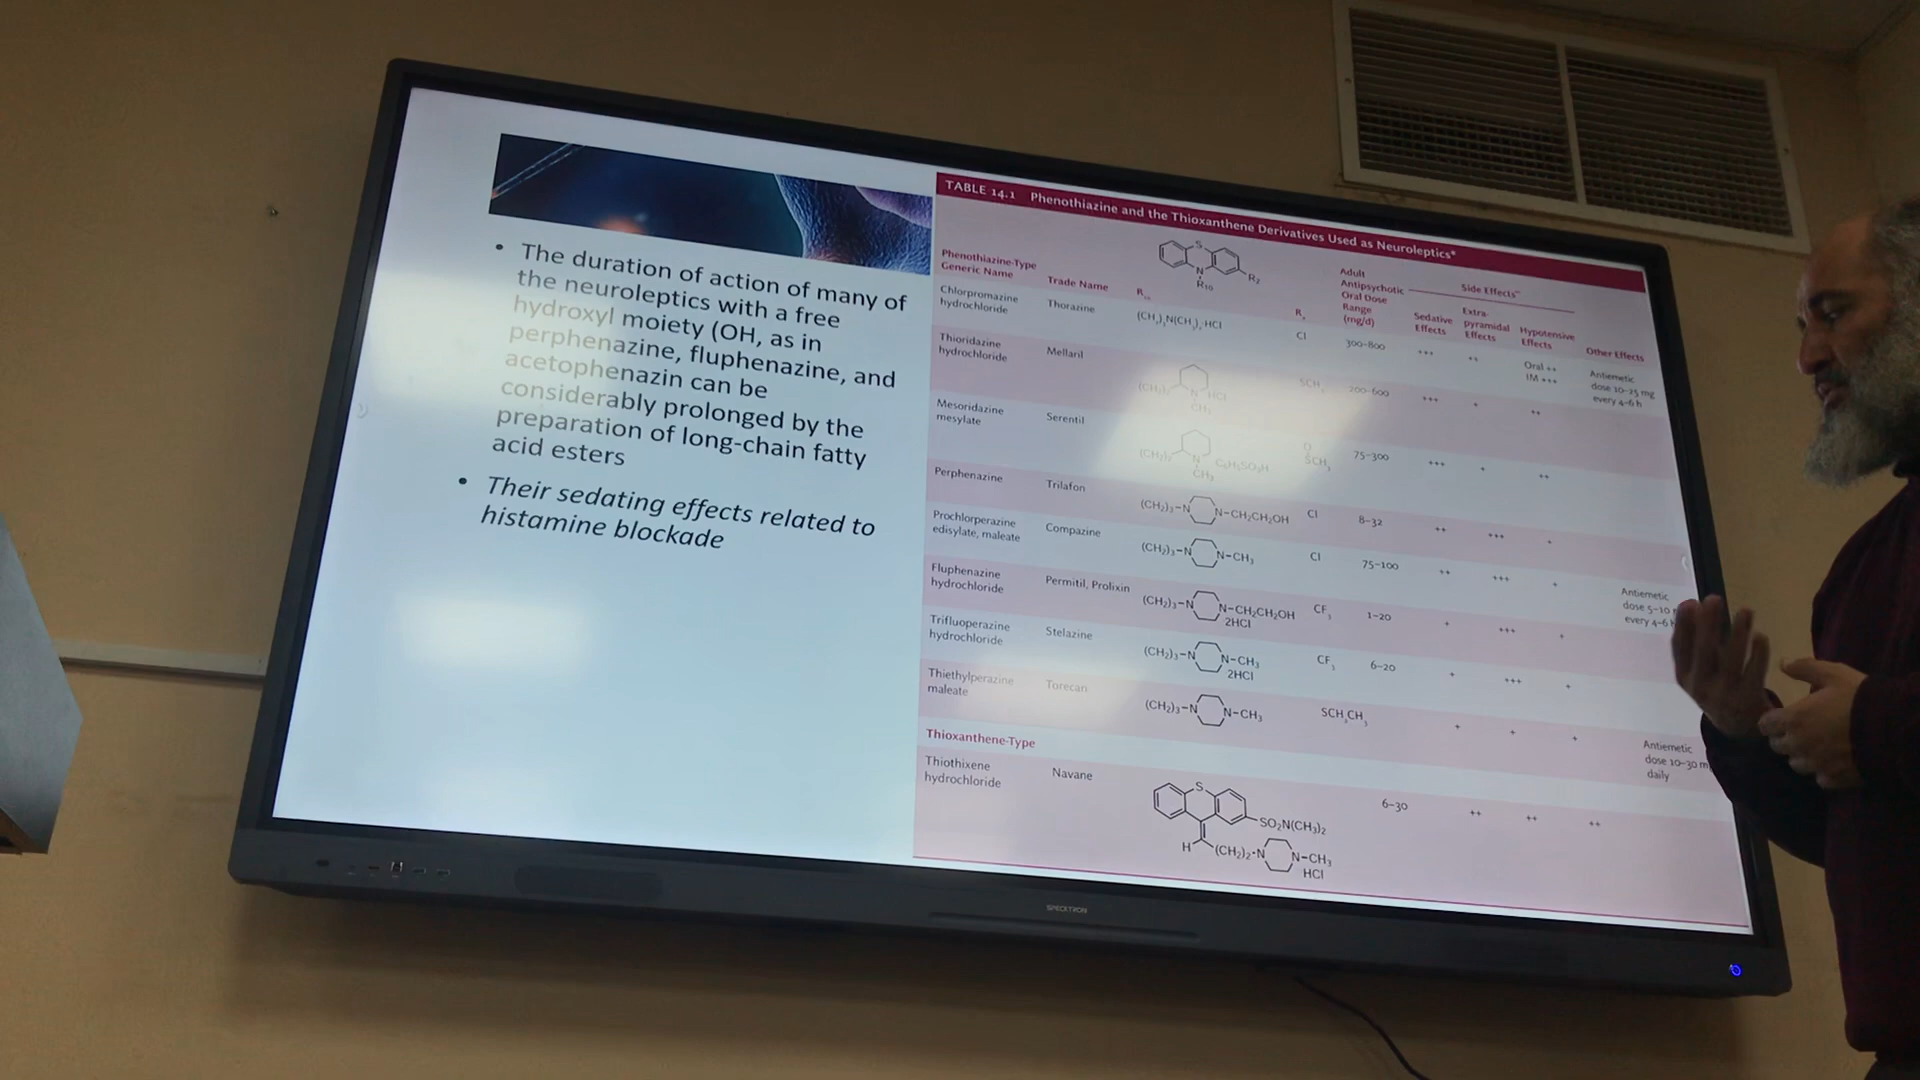 • The duration of action of many of
the neuroleptics with a free
hydroxyl moiety (OH, as in
perphenazine, fluphenazine, and
acetophenazin can be
considerably prolonged by the
preparation of long-chain fatty
acid esters
• Their sedating effects related to
histamine blockade
TABLE 14.1 Phenothiazine and the Thioxanthene Derivatives Used as Neuroleptics*
S
N
R10
R2
Phenothiazine-Type
Generic Name
Trade Name
R10
R2
Adult
Antipsychotic
Oral Dose
Range
(mg/d)
Side Effects
Sedative
Effects
Extra-
pyramidal
Effects
Hypotensive
Effects
Other Effects
Chlorpromazine
hydrochloride
Thorazine
(CH2)3N(CH3)2·HCl
Cl
300–800
+++
++
Oral ++
IM +++
Antiemetic
dose 10–25 mg
every 4–6 h
Thioridazine
hydrochloride
Mellaril
(CH2)2
N HCl
CH3
SCH3
200–600
+++
+
++
Mesoridazine
mesylate
Serentil
(CH2)2
N
CH3
O
SCH3
75–300
+++
+
++
Perphenazine
Trilafon
(CH2)3–N N–CH2CH2OH
Cl
8–32
++
+++
+
Prochlorperazine
edisylate, maleate
Compazine
(CH2)3–N N–CH3
Cl
75–100
++
+++
+
Antiemetic
dose 5–10
every 4–6 h
Fluphenazine
hydrochloride
Permitil, Prolixin
(CH2)3–N N–CH2CH2OH
2HCl
CF3
1–20
+
+++
+
Trifluoperazine
hydrochloride
Stelazine
(CH2)3–N N–CH3
2HCl
CF3
6–20
+
+++
+
Thiethylperazine
maleate
Torecan
(CH2)3–N N–CH3
SCH2CH3
+
+
+
Antiemetic
dose 10–30 m
daily
Thioxanthene-Type
Thiothixene
hydrochloride
Navane
S
SO2N(CH3)2
H
(CH2)2-N N–CH3
HCl
6–30
++
++
++
SPECKTRON